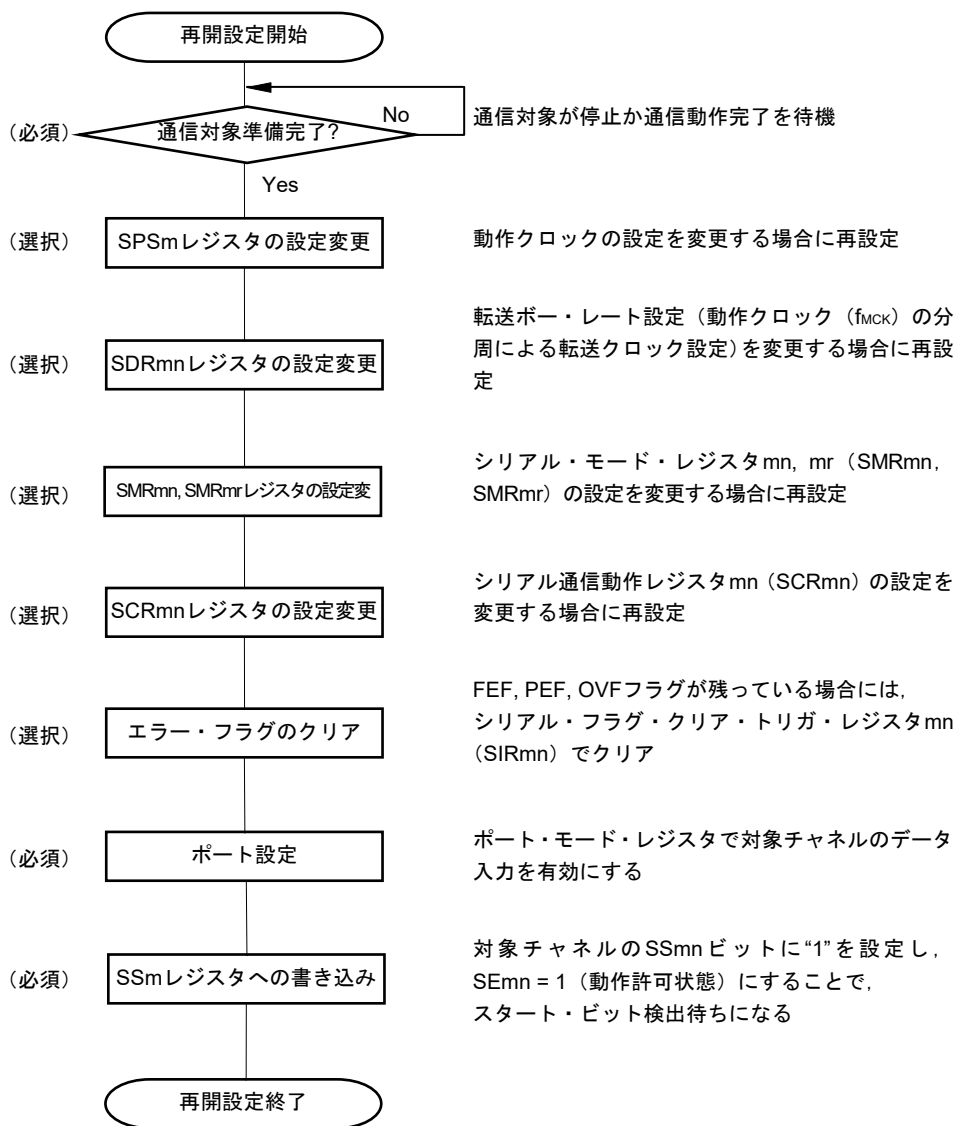 再開設定開始
(必須)
通信対象準備完了?
No
通信対象が停止か通信動作完了を待機
Yes
(選択)
SPSmレジスタの設定変更
動作クロックの設定を変更する場合に再設定
(選択)
SDRmnレジスタの設定変更
転送ボー・レート設定（動作クロック（fMCK）の分
周による転送クロック設定）を変更する場合に再設
定
(選択)
SMRmn, SMRmrレジスタの設定変
シリアル・モード・レジスタmn, mr（SMRmn,
SMRmr）の設定を変更する場合に再設定
(選択)
SCRmnレジスタの設定変更
シリアル通信動作レジスタmn（SCRmn）の設定を
変更する場合に再設定
(選択)
エラー・フラグのクリア
FEF, PEF, OVFフラグが残っている場合には,
シリアル・フラグ・クリア・トリガ・レジスタmn
（SIRmn）でクリア
(必須)
ポート設定
ポート・モード・レジスタで対象チャネルのデータ
入力を有効にする
(必須)
SSmレジスタへの書き込み
対象チャネルのSSmnビットに“1”を設定し,
SEmn = 1（動作許可状態）にすることで,
スタート・ビット検出待ちになる
再開設定終了